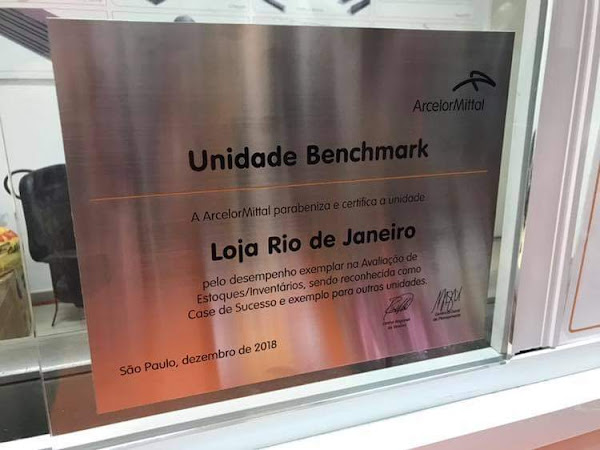 ArcelorMittal
Unidade Benchmark
A ArcelorMittal parabeniza e certifica a unidade
Loja Rio de Janeiro
pelo desempenho exemplar na Avaliação de
Estoques/Inventários, sendo reconhecida como
Case de Sucesso e exemplo para outras unidades.
São Paulo, dezembro de 2018